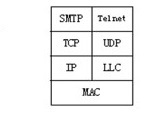 SMTP Telnet
TCP UDP
IP LLC
MAC